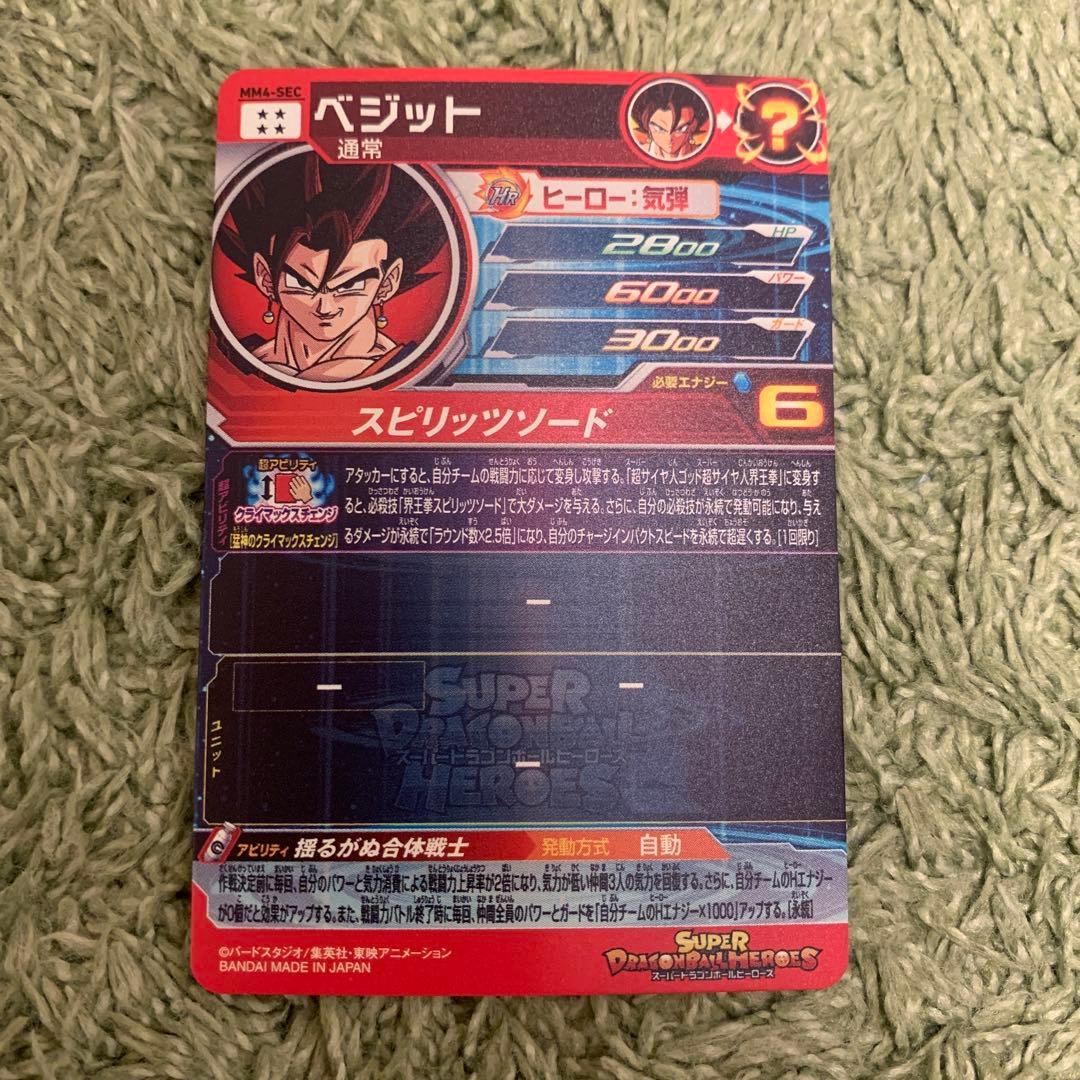 MM4-SEC
ベジット
通常
?
HR ヒーロー:気弾
HP
2800
パワー
6000
ガード
3000
必要エナジー 6
スピリッツソード
超アビリティ
超アビリティ
クライマックスチェンジ
[猛神のクライマックスチェンジ]
アタッカーにすると、自分チームの戦闘力に応じて変身し攻撃する。「超サイヤ人ゴッド超サイヤ人界王拳」に変身す
ると、必殺技「界王拳スピリッツソード」で大ダメージを与える。さらに、自分の必殺技が永続で発動可能になり、与え
るダメージが永続で「ラウンド数×2.5倍」になり、自分のチャージインパクトスピードを永続で超遅くする。[1回限り]
ー
ユニット
ー
ー
ー
SUPER
DRAGONBALL
スーパードラゴンボールヒーローズ
HEROES
アビリティ 揺るがぬ合体戦士 発動方式 自動
作戦決定前に毎回、自分のパワーと気力消費による戦闘力上昇率が2倍になり、気力が低い仲間3人の気力を回復する。さらに、自分チームのHエナジー
が0個だと効果がアップする。また、戦闘力バトル終了時に毎回、仲間全員のパワーとガードを「自分チームのHエナジー×1000」アップする。[永続]
©バードスタジオ/集英社・東映アニメーション
BANDAI MADE IN JAPAN
SUPER
DRAGONBALL HEROES
スーパードラゴンボールヒーローズ